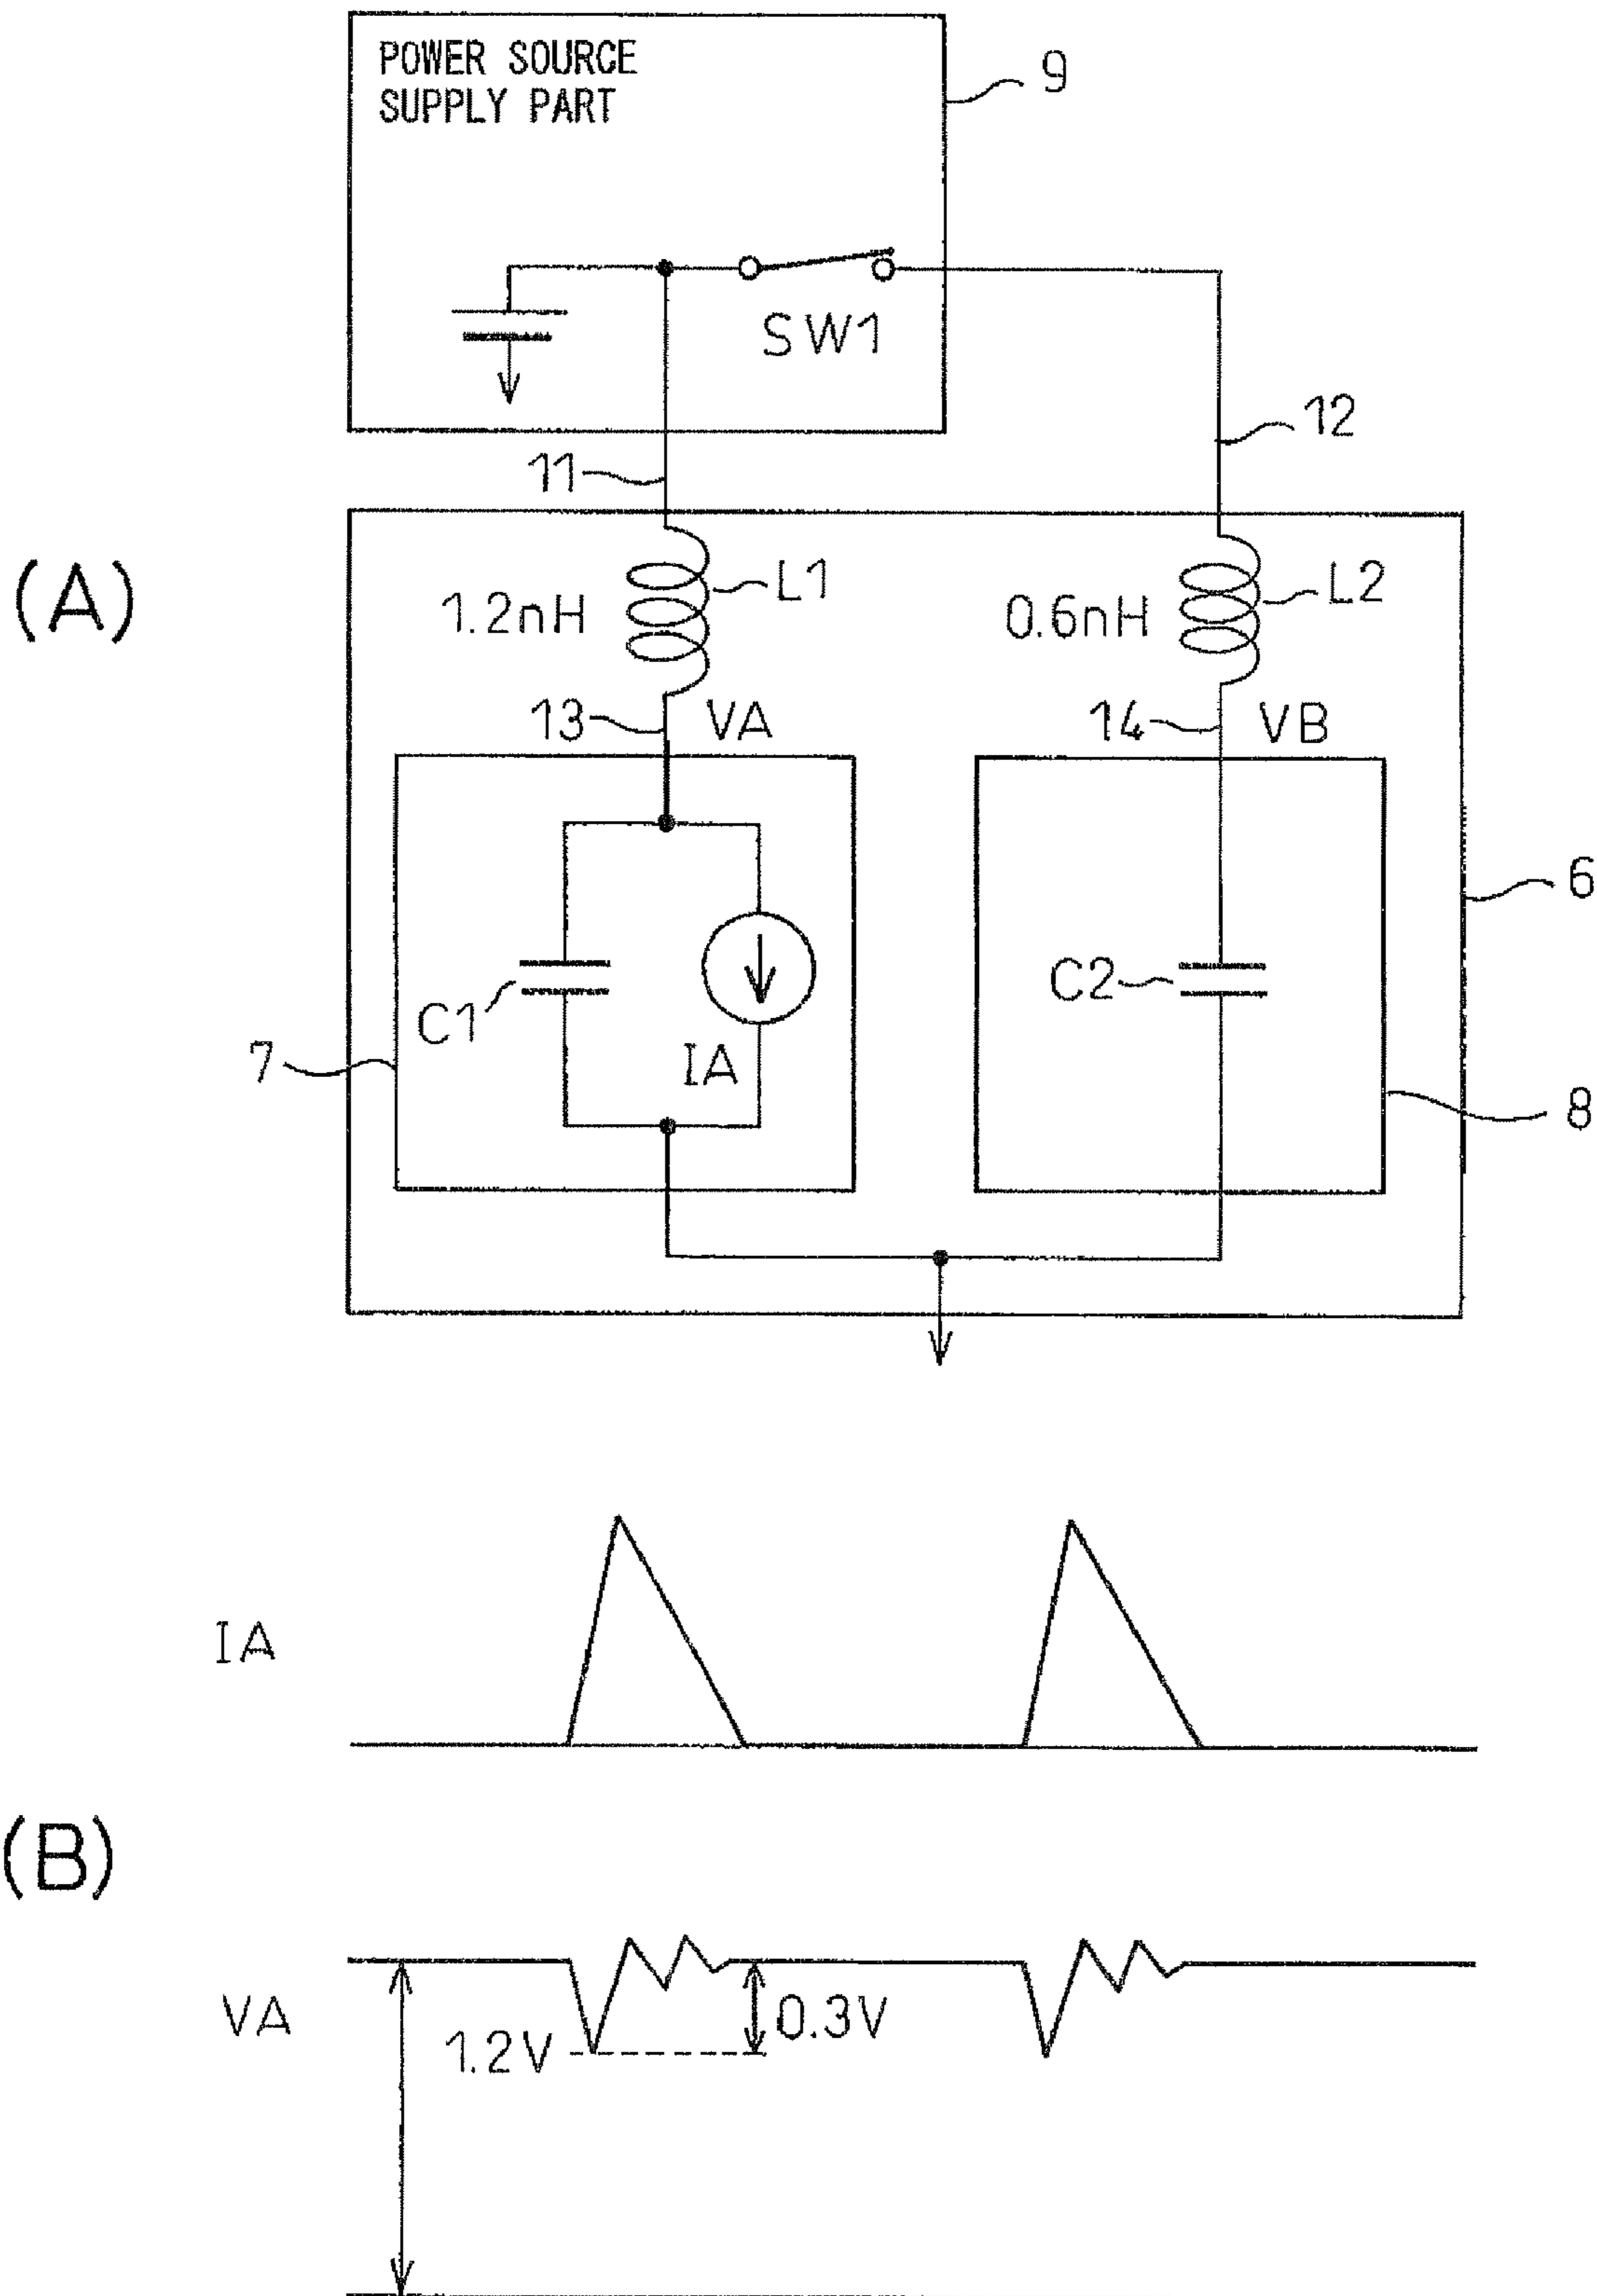 POWER SOURCE
SUPPLY PART
9
SW1
12
11
(A)
1.2nH
L1
0.6nH
L2
13
VA
14
VB
6
C1
IA
C2
7
8
IA
(B)
VA
1.2V
0.3V